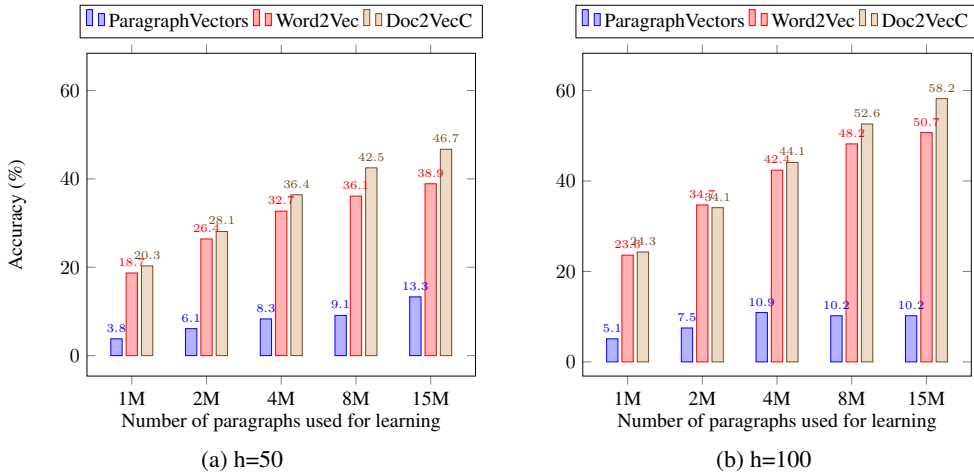 ParagraphVectors Word2Vec Doc2VecC
60
40
20
0
Accuracy (%)
3.8 18.7 20.3
6.1 26.4 28.1
8.3 32.7 36.4
9.1 36.1 42.5
13.3 38.9 46.7
1M 2M 4M 8M 15M
Number of paragraphs used for learning
(a) h=50
ParagraphVectors Word2Vec Doc2VecC
60
40
20
0
5.1 23.6 24.3
7.5 34.7 34.1
10.9 42.4 44.1
10.2 48.2 52.6
10.2 50.7 58.2
1M 2M 4M 8M 15M
Number of paragraphs used for learning
(b) h=100